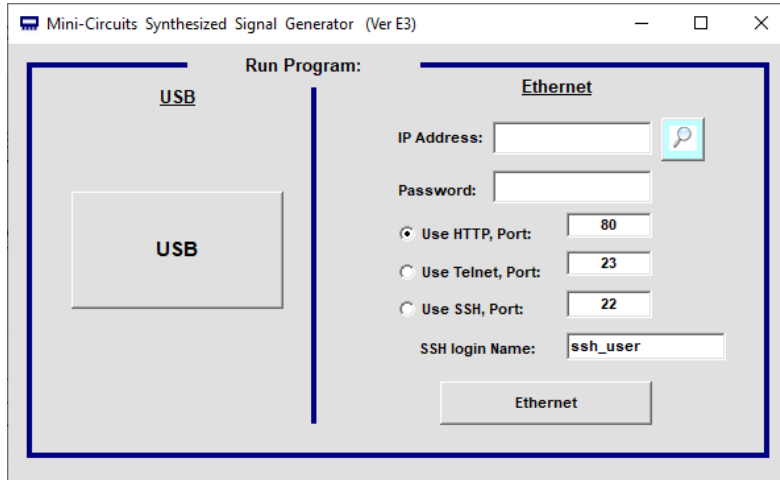 Mini-Circuits Synthesized Signal Generator (Ver E3)
Run Program:
USB
USB
Ethernet
IP Address:
Password:
Use HTTP, Port: 80
Use Telnet, Port: 23
Use SSH, Port: 22
SSH login Name: ssh_user
Ethernet